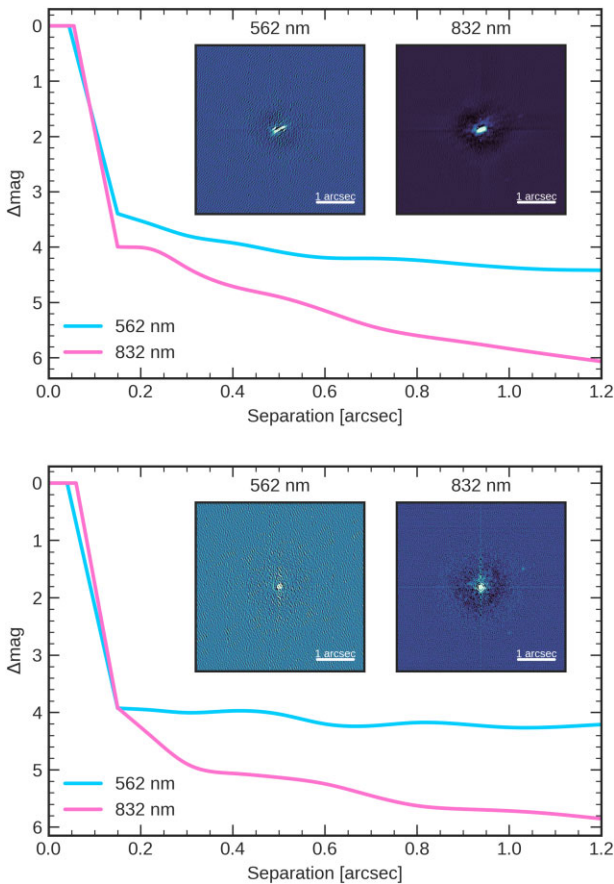 562 nm 832 nm
0
1
2
3
4
5
6
Δmag
1 arcsec 1 arcsec
562 nm
832 nm
0.0 0.2 0.4 0.6 0.8 1.0 1.2
Separation [arcsec]
562 nm 832 nm
0
1
2
3
4
5
6
Δmag
1 arcsec 1 arcsec
562 nm
832 nm
0.0 0.2 0.4 0.6 0.8 1.0 1.2
Separation [arcsec]